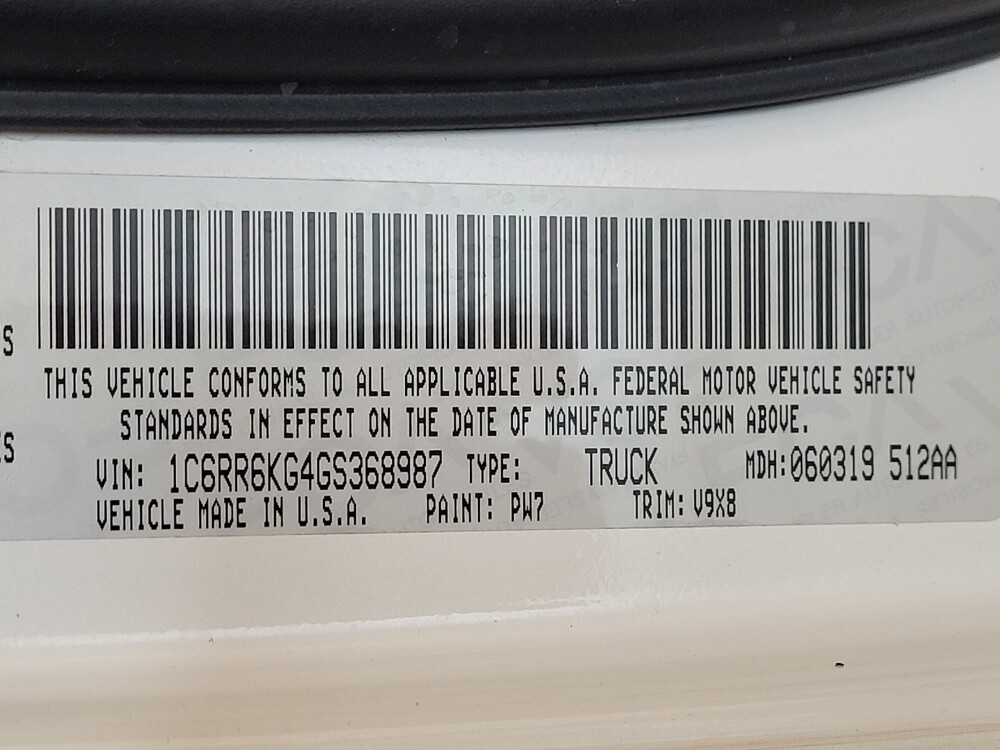 S
THIS VEHICLE CONFORMS TO ALL APPLICABLE U.S.A. FEDERAL MOTOR VEHICLE SAFETY
STANDARDS IN EFFECT ON THE DATE OF MANUFACTURE SHOWN ABOVE.
ES
VIN: 1C6RR6KG4GS368987 TYPE: TRUCK MDH:060319 512AA
VEHICLE MADE IN U.S.A. PAINT: PW7 TRIM: V9X8